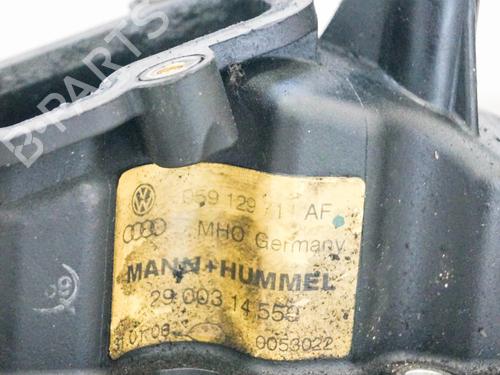 B-PARTS
059 129 711 AF
MHO Germany
MANN+HUMMEL
29 003 14 559
31.01.08
0053022